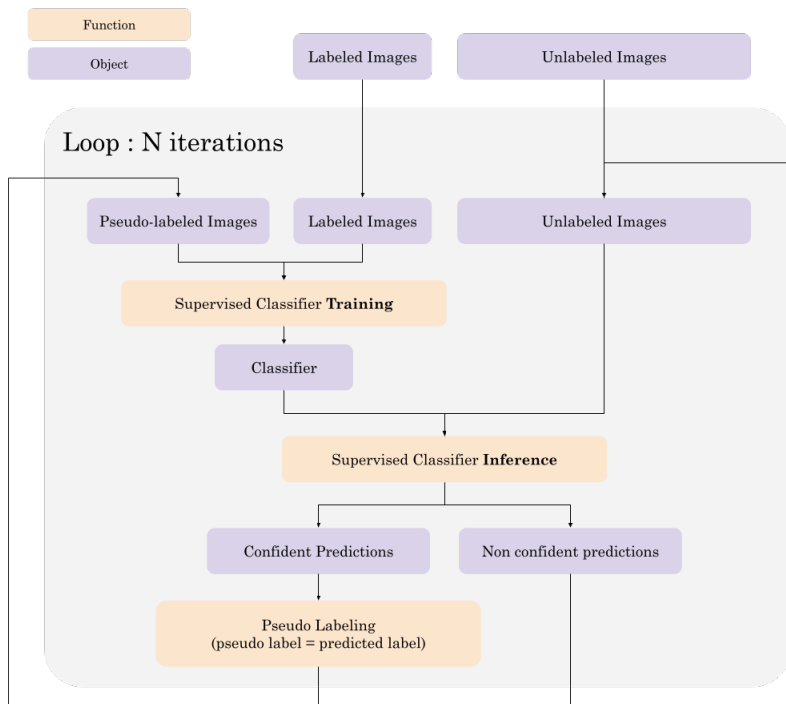 Function
Object
Labeled Images
Unlabeled Images
Loop : N iterations
Pseudo-labeled Images
Labeled Images
Unlabeled Images
Supervised Classifier Training
Classifier
Supervised Classifier Inference
Confident Predictions
Non confident predictions
Pseudo Labeling
(pseudo label = predicted label)